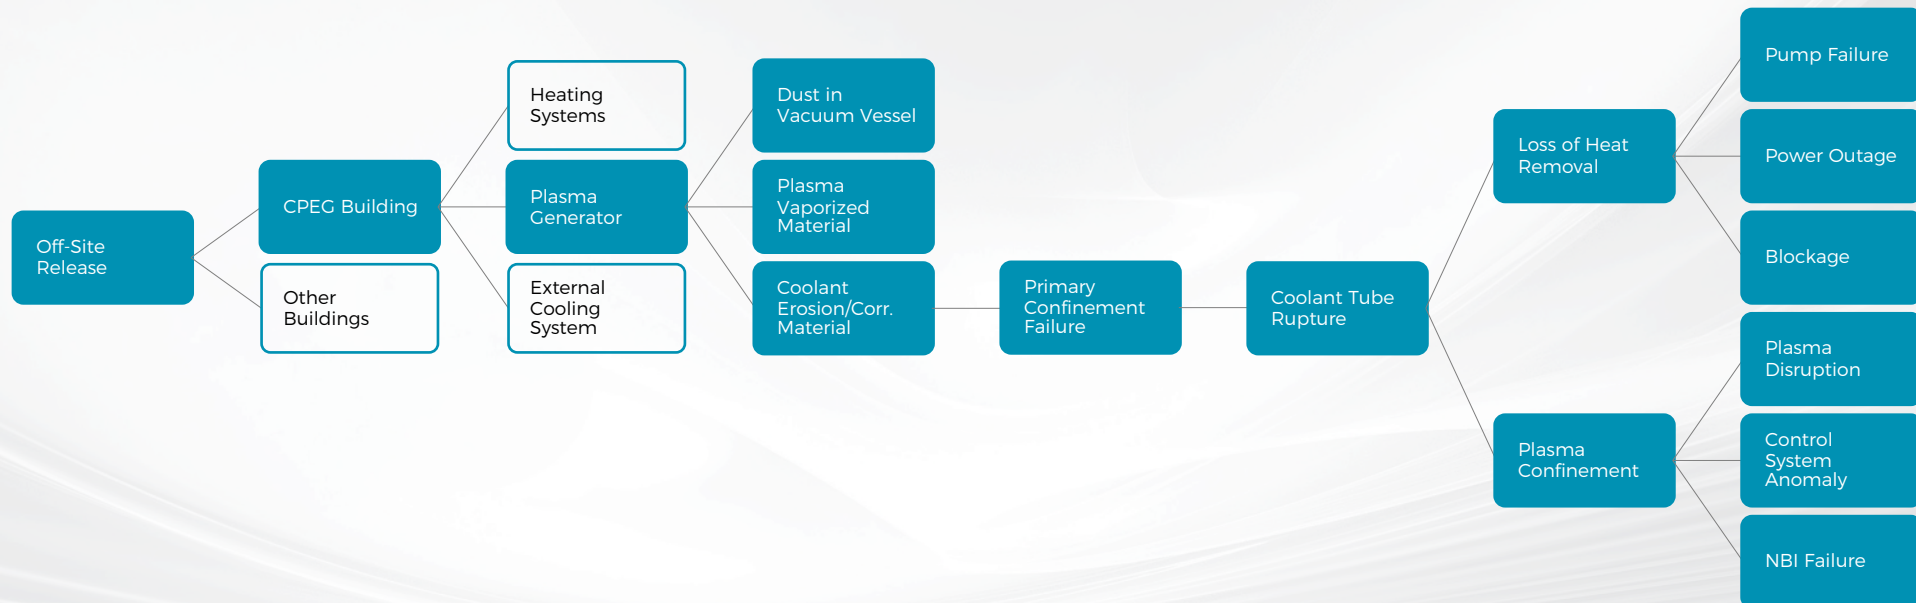 Off-Site
Release
CPEG Building
Other
Buildings
Heating
Systems
Plasma
Generator
External
Cooling
System
Dust in
Vacuum Vessel
Plasma
Vaporized
Material
Coolant
Erosion/Corr.
Material
Primary
Confinement
Failure
Coolant Tube
Rupture
Loss of Heat
Removal
Plasma
Confinement
Pump Failure
Power Outage
Blockage
Plasma
Disruption
Control
System
Anomaly
NBI Failure